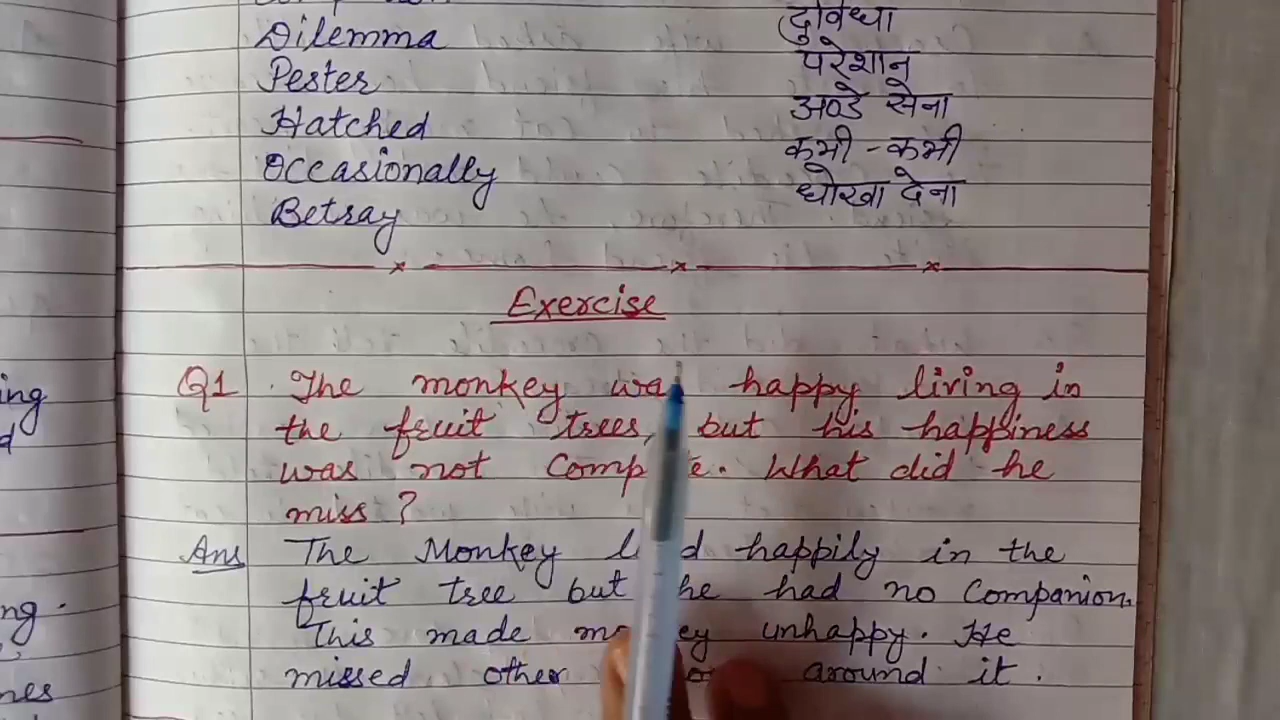 Dilemma दुविधा
Pester परेशान
Hatched अण्डे सेना
Occasionally कभी - कभी
Betray धोखा देना
Exercise
Q1 . The monkey was happy living in
the fruit trees, but his happiness
was not . What did he
miss ?
Ans The Monkey happily in the
fruit tree but he had no Companion.
This made unhappy. He
missed other around it .
ing
ng.